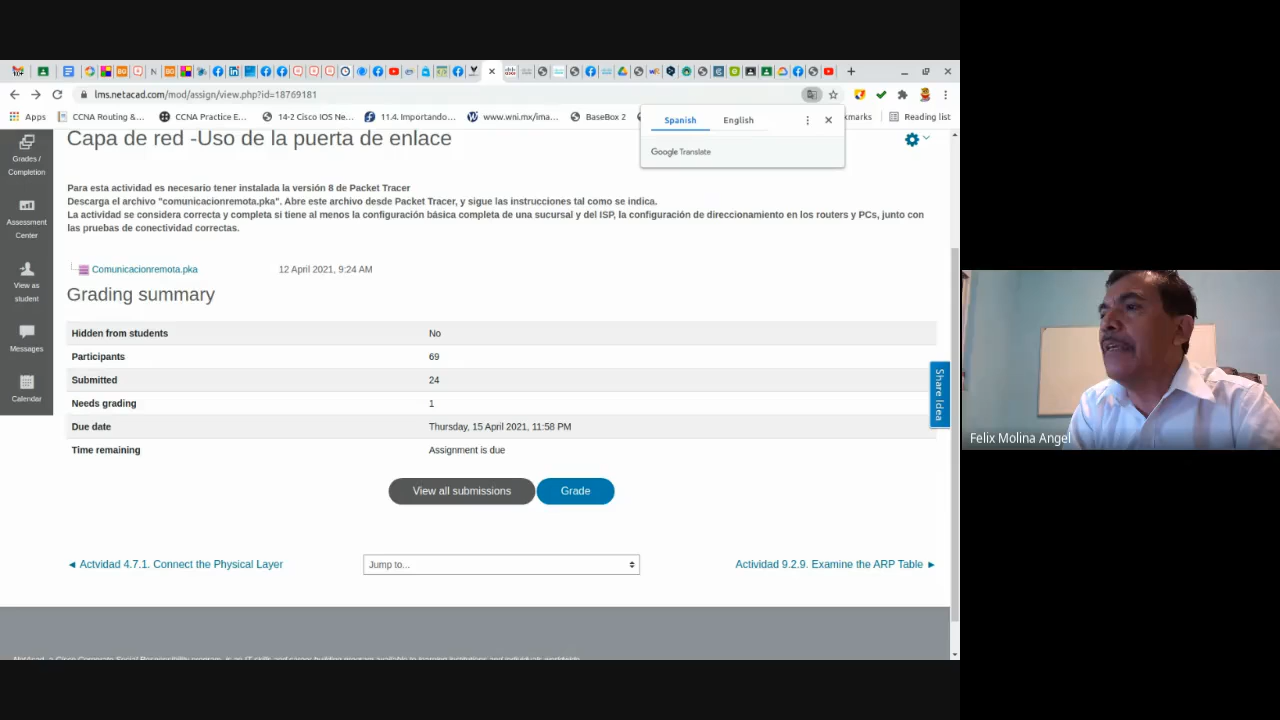 lms.netacad.com/mod/assign/view.php?id=18769181
Apps
CCNA Routing &...
CCNA Practice E...
14-2 Cisco IOS Ne...
11.4. Importando...
www.wni.mx/ima...
BaseBox 2
kmarks
Reading list
Spanish
English
Google Translate
Grades /
Completion
Assessment
Center
View as
student
Messages
Calendar
Capa de red -Uso de la puerta de enlace
Para esta actividad es necesario tener instalada la versión 8 de Packet Tracer
Descarga el archivo "comunicacionremota.pka". Abre este archivo desde Packet Tracer, y sigue las instrucciones tal como se indica.
La actividad se considera correcta y completa si tiene al menos la configuración básica completa de una sucursal y del ISP, la configuración de direccionamiento en los routers y PCs, junto con
las pruebas de conectividad correctas.
Comunicacionremota.pka 12 April 2021, 9:24 AM
Grading summary
Hidden from students No
Participants 69
Submitted 24
Needs grading 1
Due date Thursday, 15 April 2021, 11:58 PM
Time remaining Assignment is due
View all submissions Grade
◄ Actvidad 4.7.1. Connect the Physical Layer
Jump to...
Actividad 9.2.9. Examine the ARP Table ►
Share Idea
Felix Molina Angel